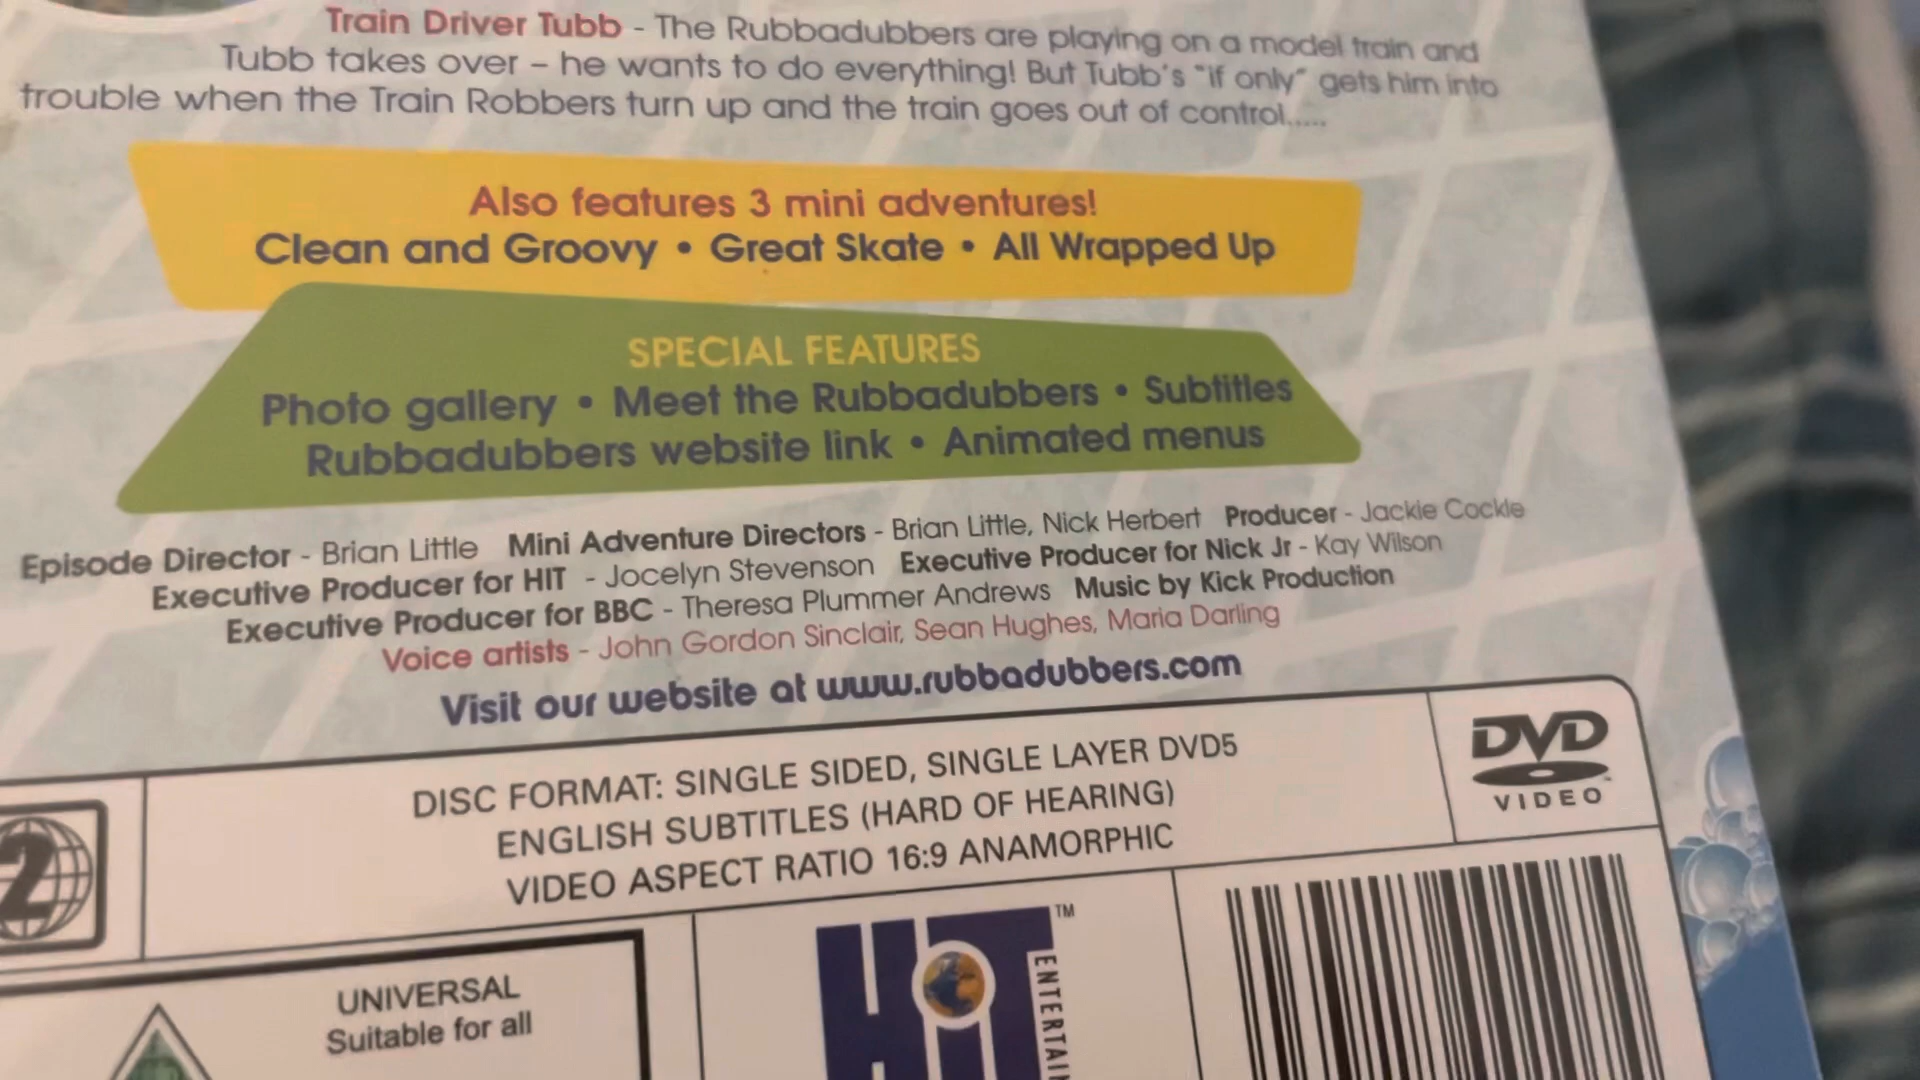 Train Driver Tubb - The Rubbadubbers are playing on a model train and
Tubb takes over – he wants to do everything! But Tubb's "if only" gets him into
trouble when the Train Robbers turn up and the train goes out of control.....
Also features 3 mini adventures!
Clean and Groovy • Great Skate • All Wrapped Up
SPECIAL FEATURES
Photo gallery • Meet the Rubbadubbers • Subtitles
Rubbadubbers website link • Animated menus
Episode Director - Brian Little Mini Adventure Directors - Brian Little, Nick Herbert Producer - Jackie Cockle
Executive Producer for HIT - Jocelyn Stevenson Executive Producer for Nick Jr - Kay Wilson
Executive Producer for BBC - Theresa Plummer Andrews Music by Kick Production
Voice artists - John Gordon Sinclair, Sean Hughes, Maria Darling
Visit our website at www.rubbadubbers.com
2
DISC FORMAT: SINGLE SIDED, SINGLE LAYER DVD5
ENGLISH SUBTITLES (HARD OF HEARING)
VIDEO ASPECT RATIO 16:9 ANAMORPHIC
DVD
VIDEO
UNIVERSAL
Suitable for all
HiT
TM